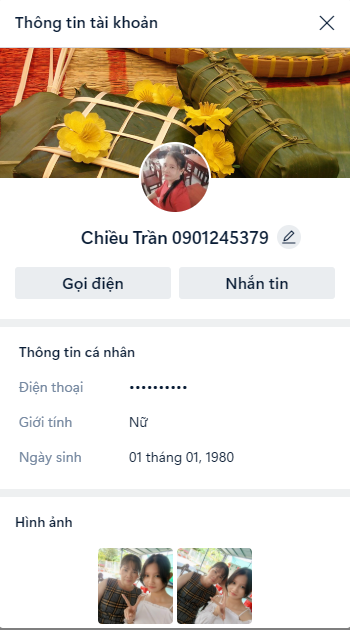 Thông tin tài khoản
Chiều Trần 0901245379
Gọi điện
Nhắn tin
Thông tin cá nhân
Điện thoại ••••••••••
Giới tính Nữ
Ngày sinh 01 tháng 01, 1980
Hình ảnh